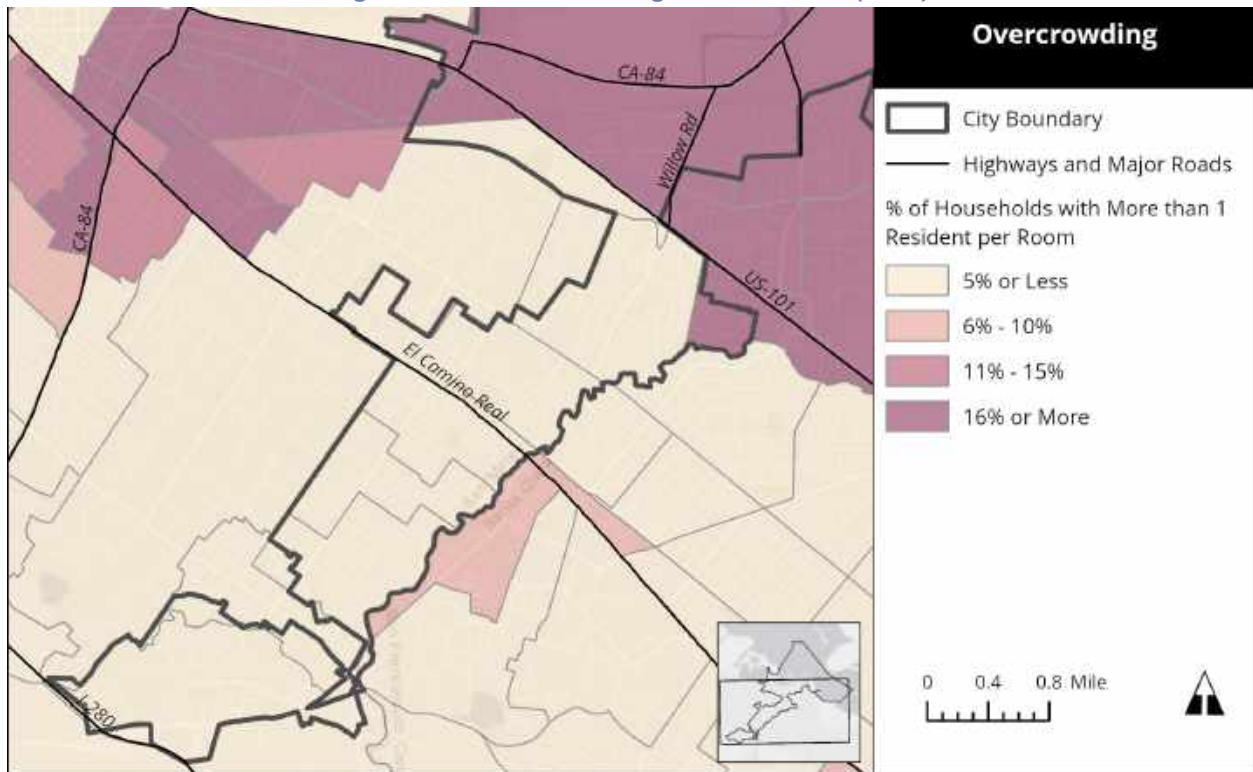 CA-84
Willow Rd
CA-84
US-101
El Camino Real
I-280
Overcrowding
City Boundary
Highways and Major Roads
% of Households with More than 1
Resident per Room
5% or Less
6% - 10%
11% - 15%
16% or More
0 0.4 0.8 Mile